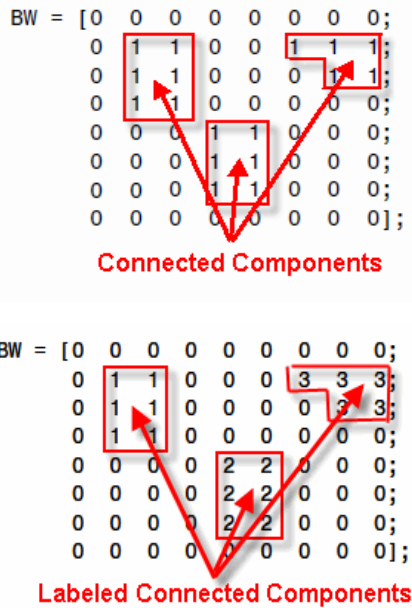 BW = [0 0 0 0 0 0 0 0;
0 1 1 0 0 1 1 1;
0 1 1 0 0 0 1 1;
0 1 1 0 0 0 0 0;
0 0 0 1 1 0 0 0;
0 0 0 1 1 0 0 0;
0 0 0 1 1 0 0 0;
0 0 0 0 0 0 0 0];
Connected Components
BW = [0 0 0 0 0 0 0 0 0;
0 1 1 0 0 0 3 3 3;
0 1 1 0 0 0 0 3 3;
0 1 1 0 0 0 0 0 0;
0 0 0 0 2 2 0 0 0;
0 0 0 0 2 2 0 0 0;
0 0 0 0 2 2 0 0 0;
0 0 0 0 0 0 0 0 0];
Labeled Connected Components